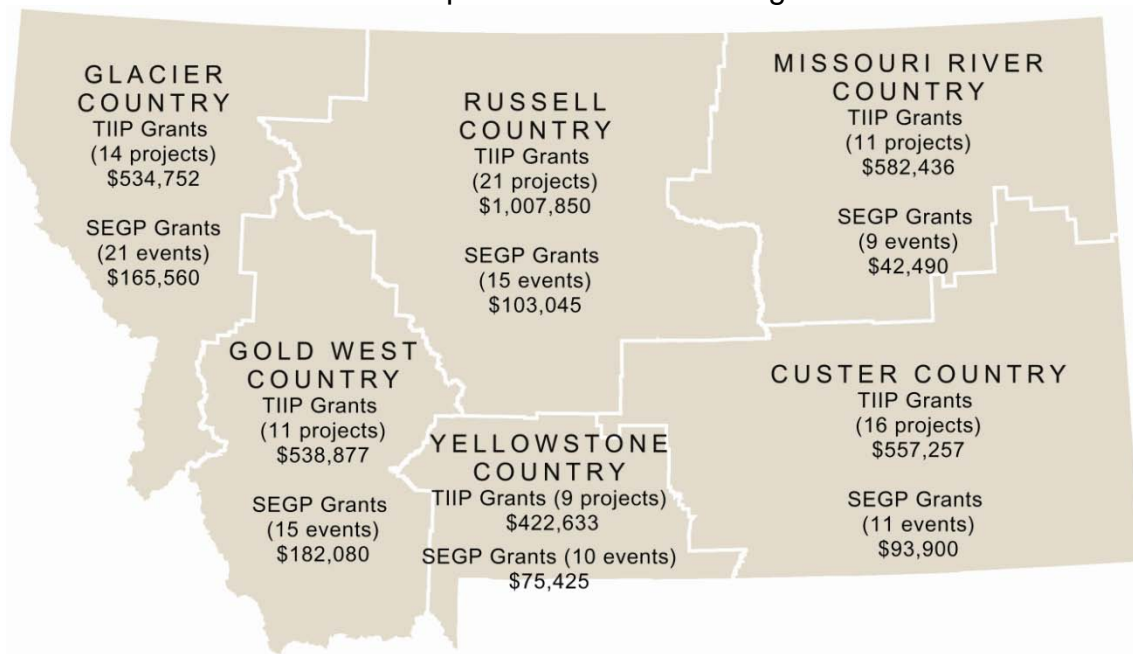 GLACIER
COUNTRY
TIIP Grants
(14 projects)
$534,752
SEGP Grants
(21 events)
$165,560
RUSSELL
COUNTRY
TIIP Grants
(21 projects)
$1,007,850
SEGP Grants
(15 events)
$103,045
MISSOURI RIVER
COUNTRY
TIIP Grants
(11 projects)
$582,436
SEGP Grants
(9 events)
$42,490
GOLD WEST
COUNTRY
TIIP Grants
(11 projects)
$538,877
SEGP Grants
(15 events)
$182,080
YELLOWSTONE
COUNTRY
TIIP Grants (9 projects)
$422,633
SEGP Grants (10 events)
$75,425
CUSTER COUNTRY
TIIP Grants
(16 projects)
$557,257
SEGP Grants
(11 events)
$93,900